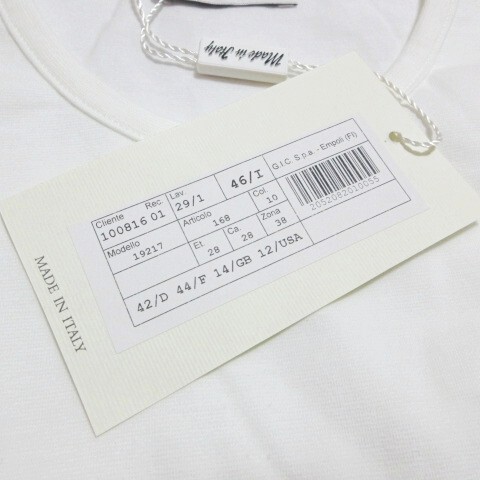 Made in Italy
Cliente Rec. Lav. 46/I G.I.C. S.p.a. - Empoli (FI)
100816 01 29/1
Modello Articolo Col.
19217 168 10
Et. Ca. Zona
28 28 38
2052082010055
42/D 44/F 14/GB 12/USA
MADE IN ITALY